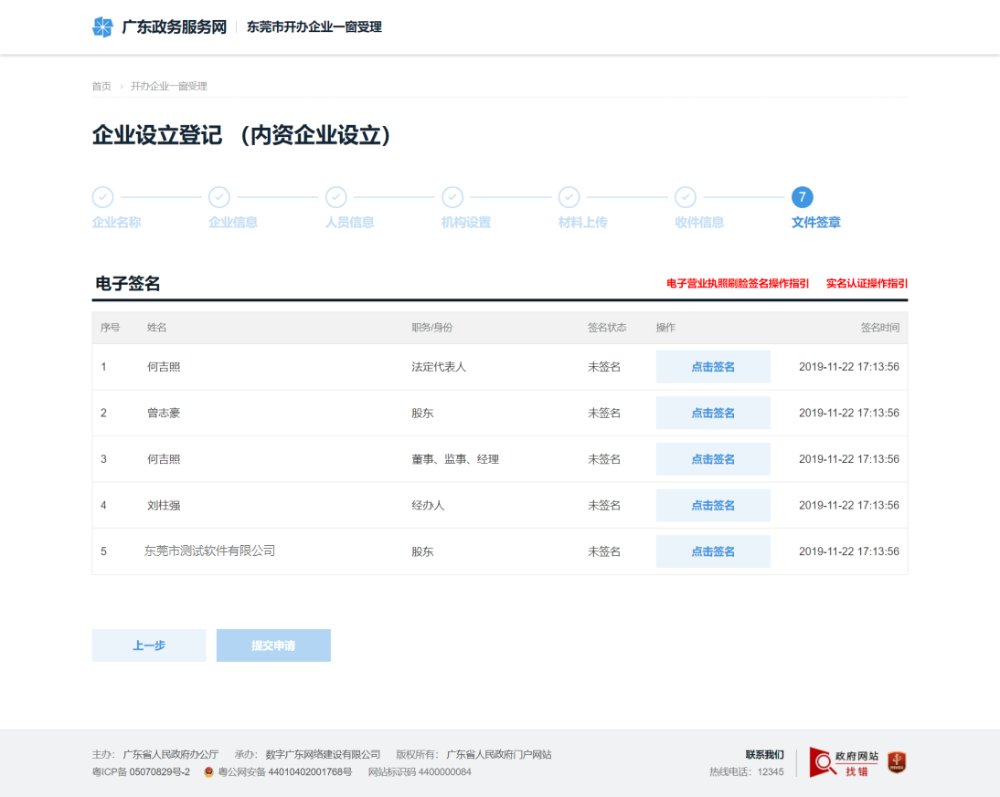 广东政务服务网 东莞市开办企业一窗受理
首页 › 开办企业一窗受理
企业设立登记 （内资企业设立）
7
企业名称 企业信息 人员信息 机构设置 材料上传 收件信息 文件签章
电子签名 电子营业执照刷脸签名操作指引 实名认证操作指引
序号 姓名 职务/身份 签名状态 操作 签名时间
1 何吉照 法定代表人 未签名 点击签名 2019-11-22 17:13:56
2 曾志豪 股东 未签名 点击签名 2019-11-22 17:13:56
3 何吉照 董事、监事、经理 未签名 点击签名 2019-11-22 17:13:56
4 刘柱强 经办人 未签名 点击签名 2019-11-22 17:13:56
5 东莞市测试软件有限公司 股东 未签名 点击签名 2019-11-22 17:13:56
上一步 提交申请
主办： 广东省人民政府办公厅 承办： 数字广东网络建设有限公司 版权所有： 广东省人民政府门户网站
粤ICP备 05070829号-2 粤公网安备 44010402001768号 网站标识码 4400000084
联系我们
热线电话：12345
政府网站
找错